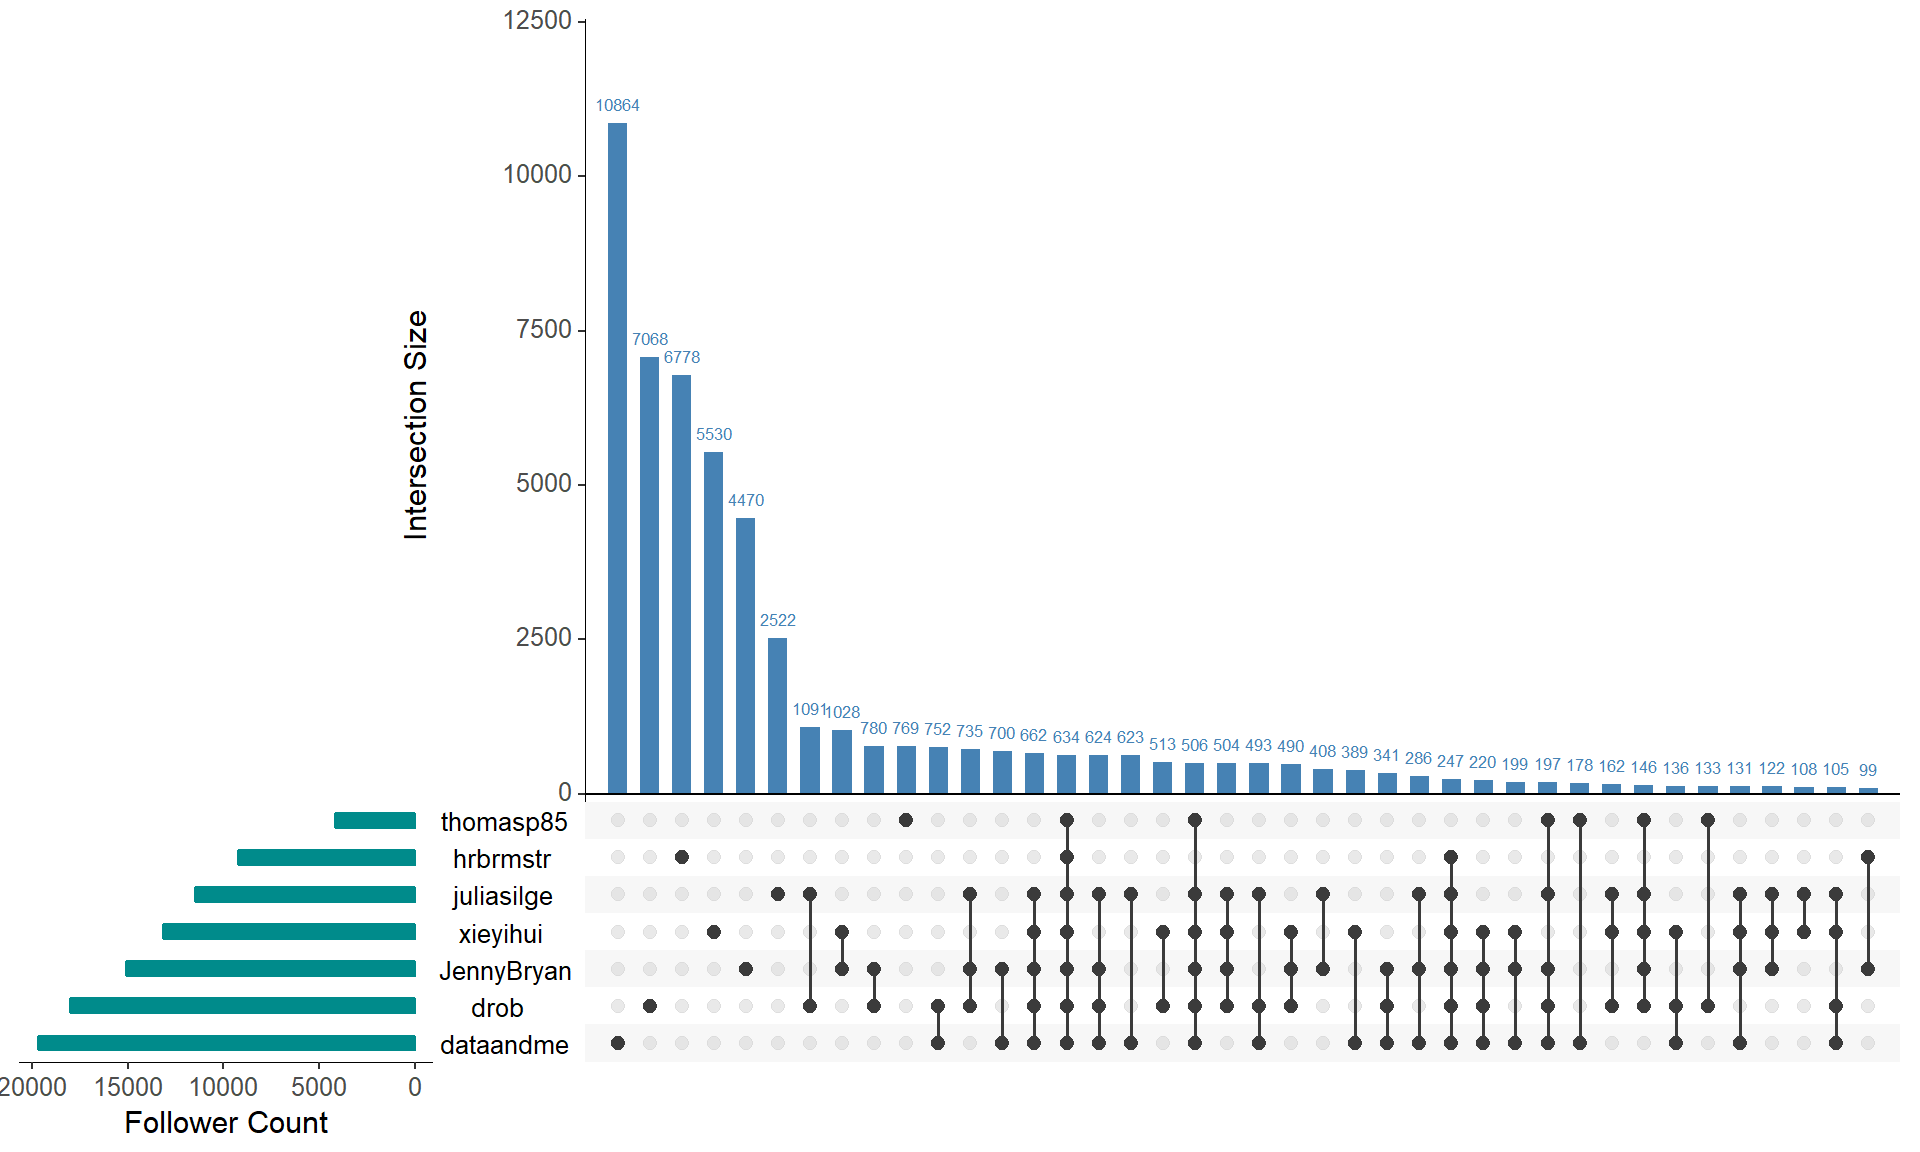 12500
10000
7500
5000
2500
0
Intersection Size
10864
7068
6778
5530
4470
2522
1091
1028
780 769 752 735 700 662 634 624 623 513 506 504 493 490 408 389 341 286 247 220 199 197 178 162 146 136 133 131 122 108 105 99
thomasp85
hrbrmstr
juliasilge
xieyihui
JennyBryan
drob
dataandme
20000 15000 10000 5000 0
Follower Count